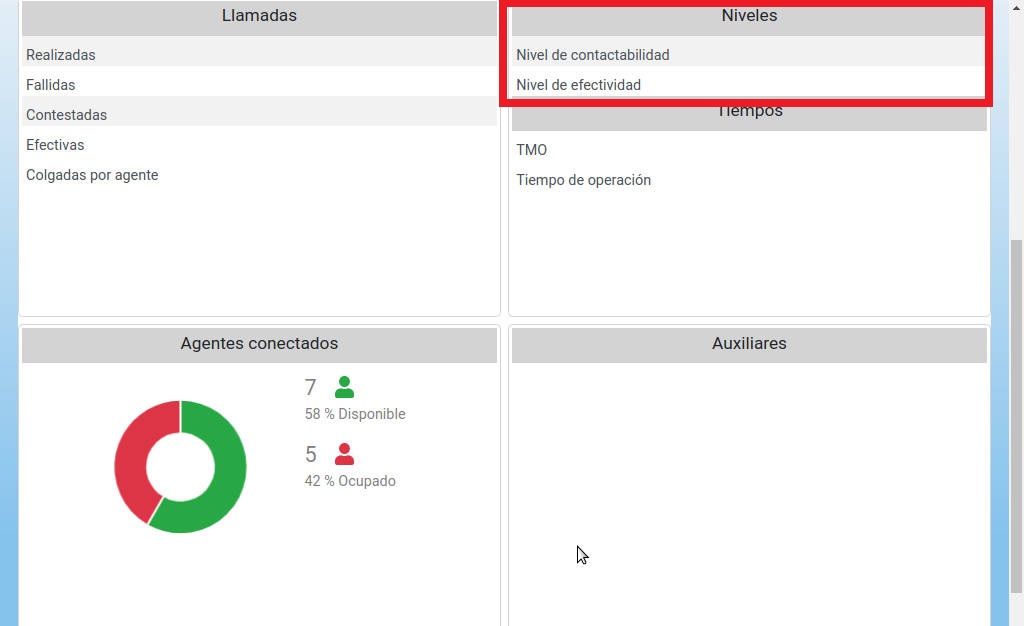 Llamadas
Realizadas
Fallidas
Contestadas
Efectivas
Colgadas por agente
Niveles
Nivel de contactabilidad
Nivel de efectividad
Tiempos
TMO
Tiempo de operación
Agentes conectados
7
58 % Disponible
5
42 % Ocupado
Auxiliares